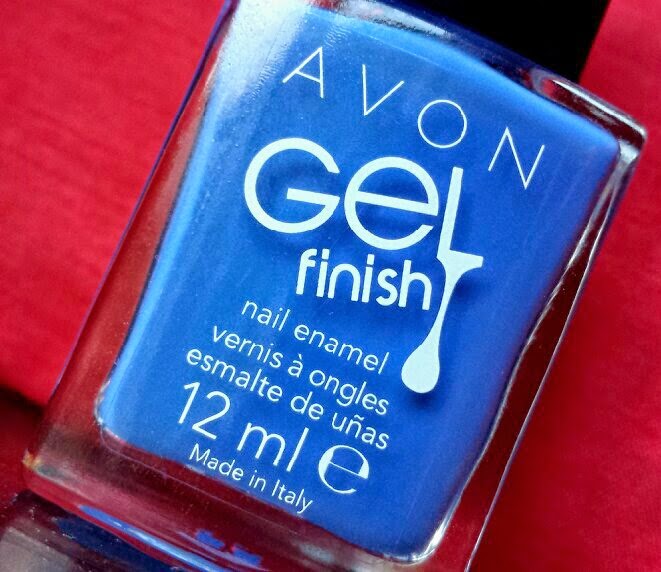 AVON
GEL
finish
nail enamel
vernis à ongles
esmalte de uñas
12 ml ℮
Made in Italy